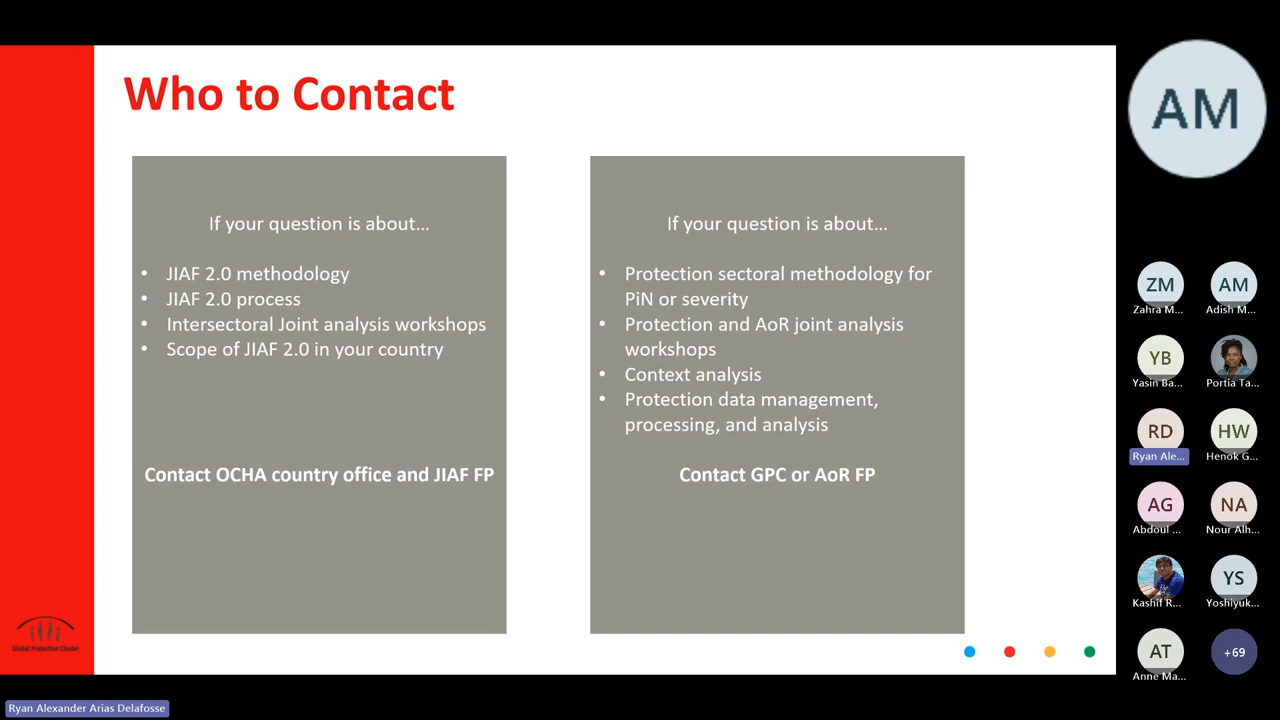 Who to Contact
If your question is about...
• JIAF 2.0 methodology
• JIAF 2.0 process
• Intersectoral Joint analysis workshops
• Scope of JIAF 2.0 in your country
Contact OCHA country office and JIAF FP
If your question is about...
• Protection sectoral methodology for
PiN or severity
• Protection and AoR joint analysis
workshops
• Context analysis
• Protection data management,
processing, and analysis
Contact GPC or AoR FP
Global Protection Cluster
Ryan Alexander Arias Delafosse
AM
ZM
AM
Zahra M...
Adish M...
YB
Yasin Ba...
Portia Ta...
RD
HW
Ryan Ale...
Henok G...
AG
NA
Abdoul ...
Nour Alh...
YS
Kashif R...
Yoshiyuk...
AT
+69
Anne Ma...